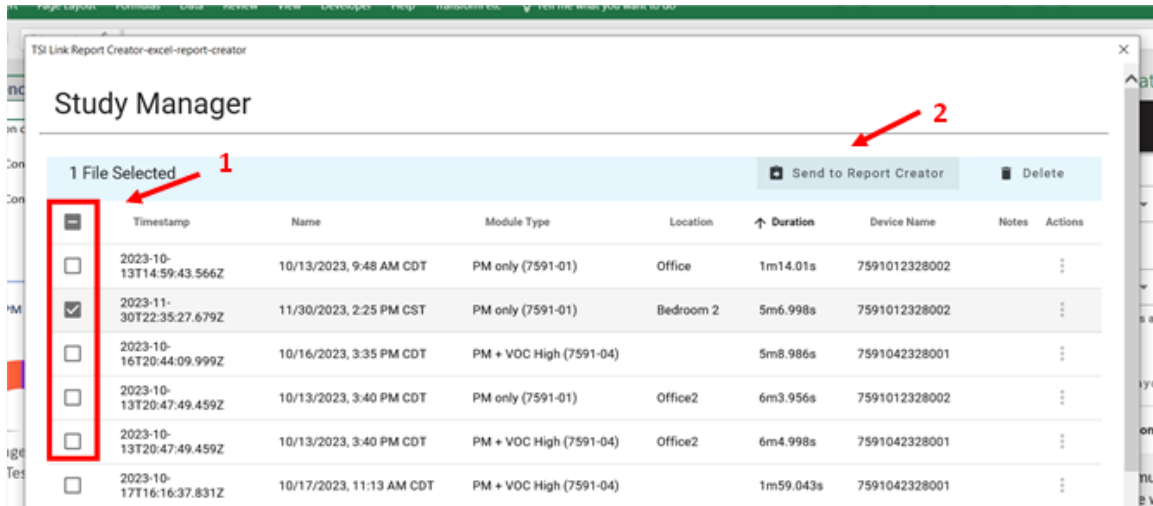 Page Layout Formulas Data Review View Developer Help Transform etc Tell me what you want to do
TSI Link Report Creator-excel-report-creator
Study Manager
2
1 File Selected
1
Send to Report Creator
Delete
Timestamp Name Module Type Location Duration Device Name Notes Actions
2023-10-
13T14:59:43.566Z 10/13/2023, 9:48 AM CDT PM only (7591-01) Office 1m14.01s 7591012328002
2023-11-
30T22:35:27.679Z 11/30/2023, 2:25 PM CST PM only (7591-01) Bedroom 2 5m6.998s 7591012328002
2023-10-
16T20:44:09.999Z 10/16/2023, 3:35 PM CDT PM + VOC High (7591-04) 5m8.986s 7591042328001
2023-10-
13T20:47:49.459Z 10/13/2023, 3:40 PM CDT PM only (7591-01) Office2 6m3.956s 7591012328002
2023-10-
13T20:47:49.452Z 10/13/2023, 3:40 PM CDT PM + VOC High (7591-04) Office2 6m4.998s 7591042328001
2023-10-
17T16:16:37.831Z 10/17/2023, 11:13 AM CDT PM + VOC High (7591-04) 1m59.043s 7591042328001